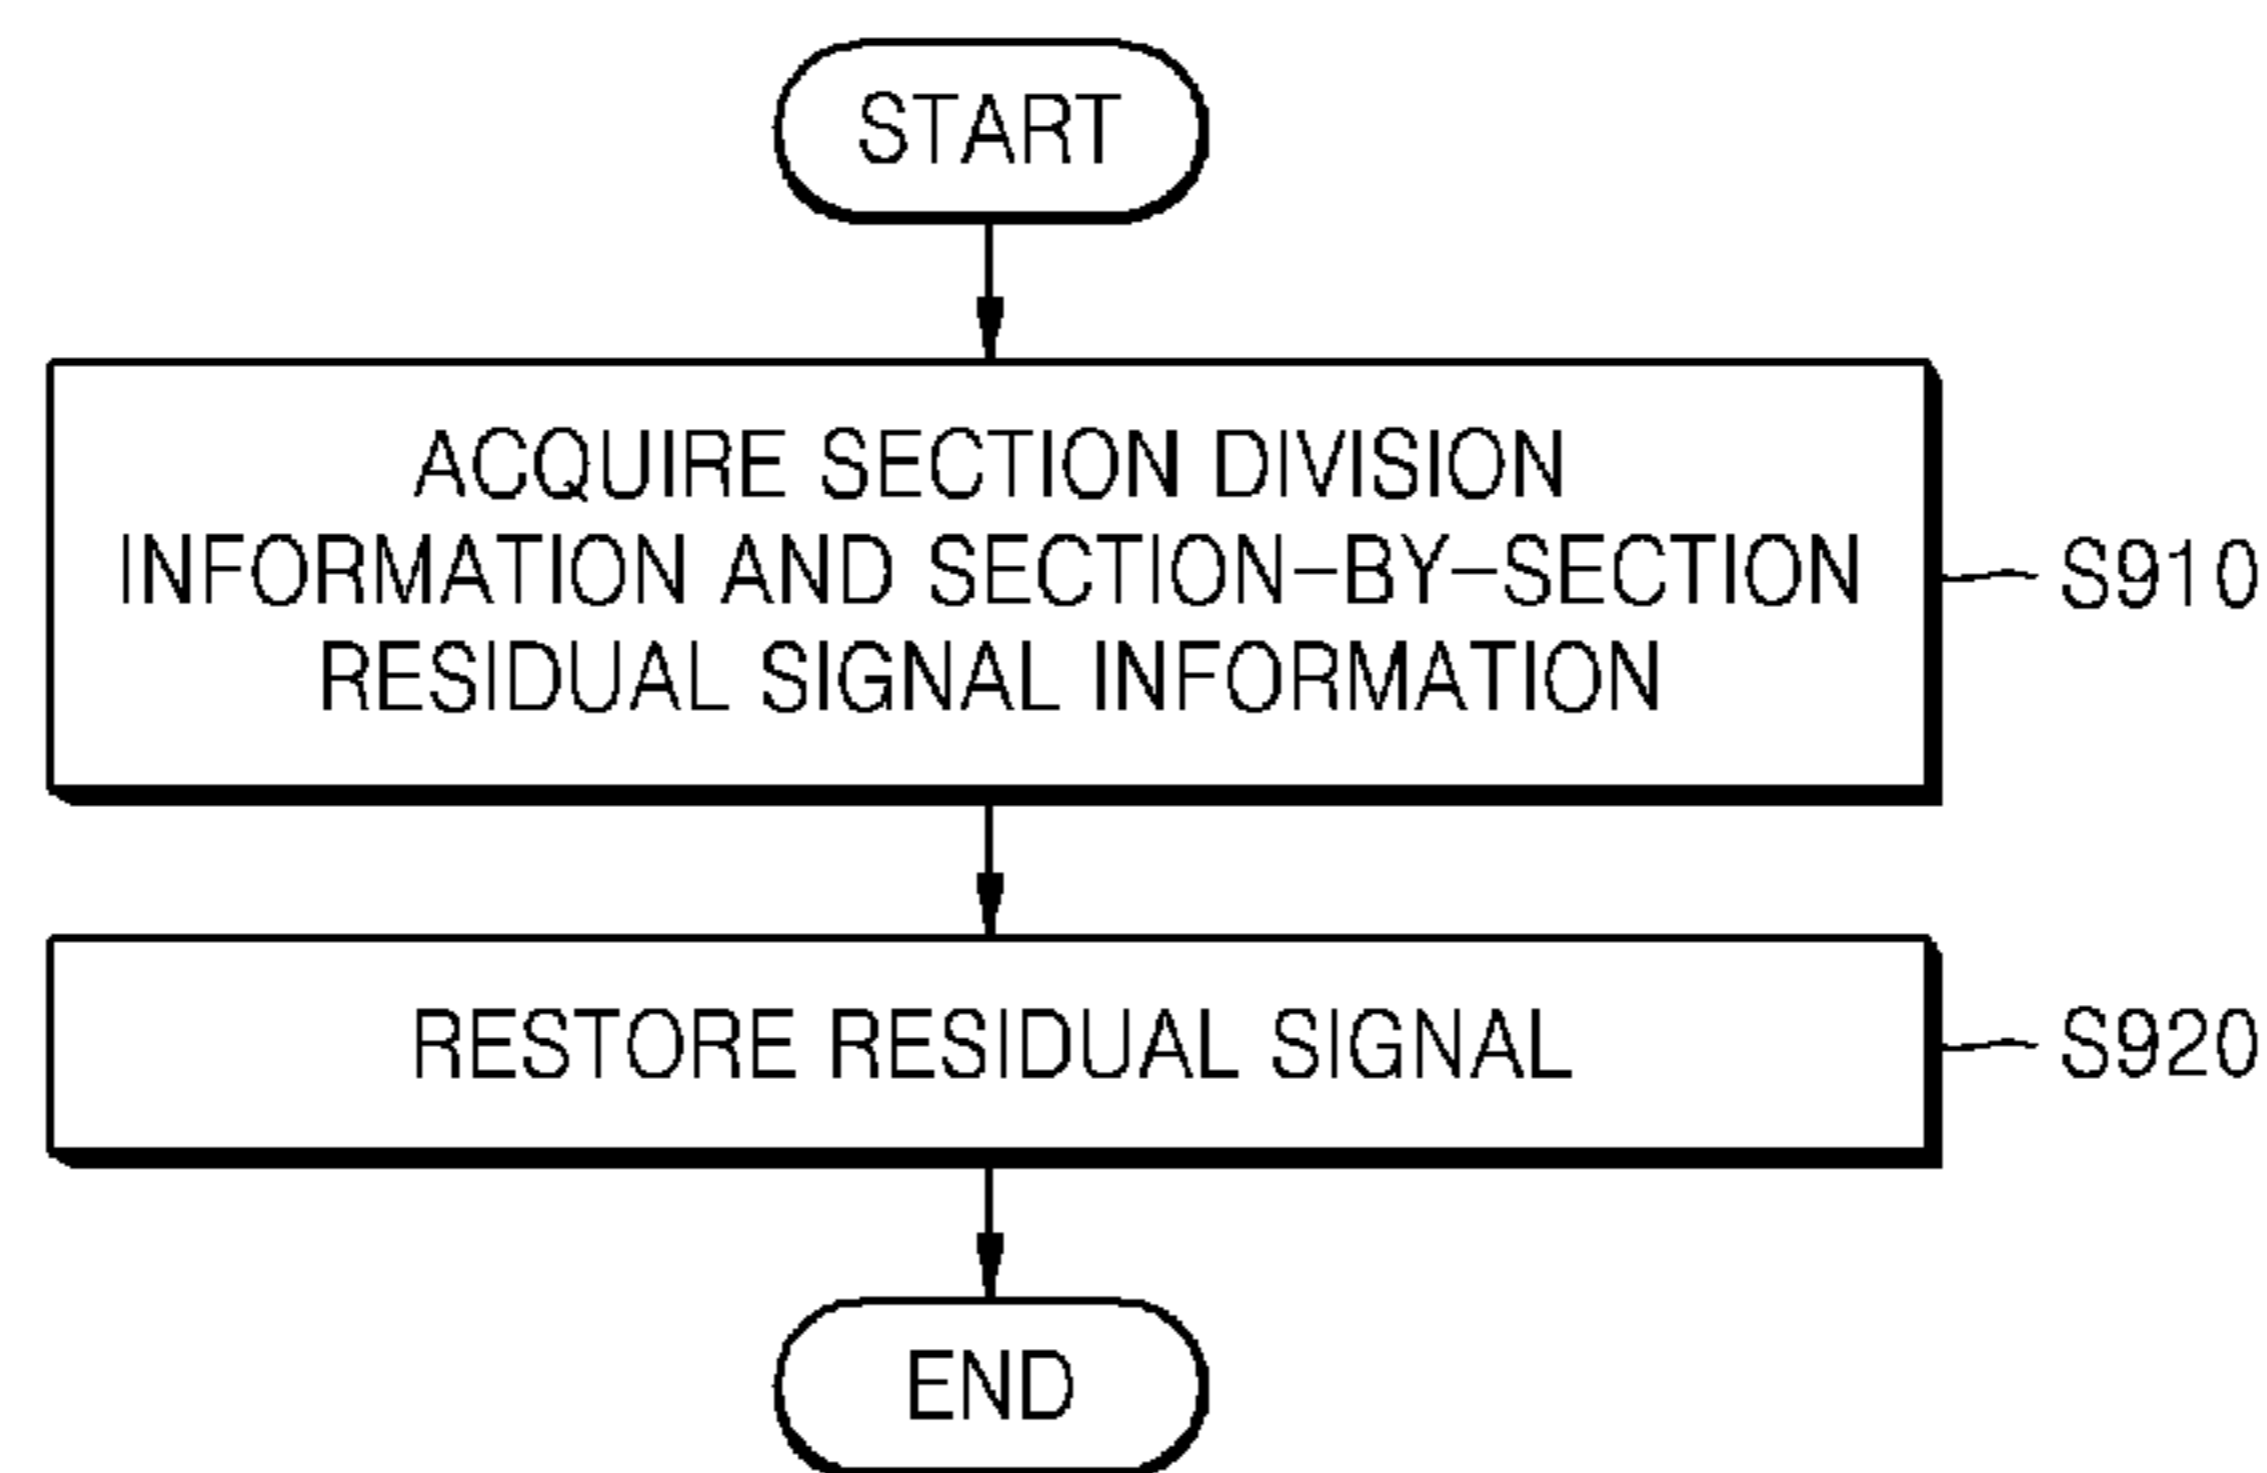 START
ACQUIRE SECTION DIVISION
INFORMATION AND SECTION-BY-SECTION
RESIDUAL SIGNAL INFORMATION
S910
RESTORE RESIDUAL SIGNAL
S920
END